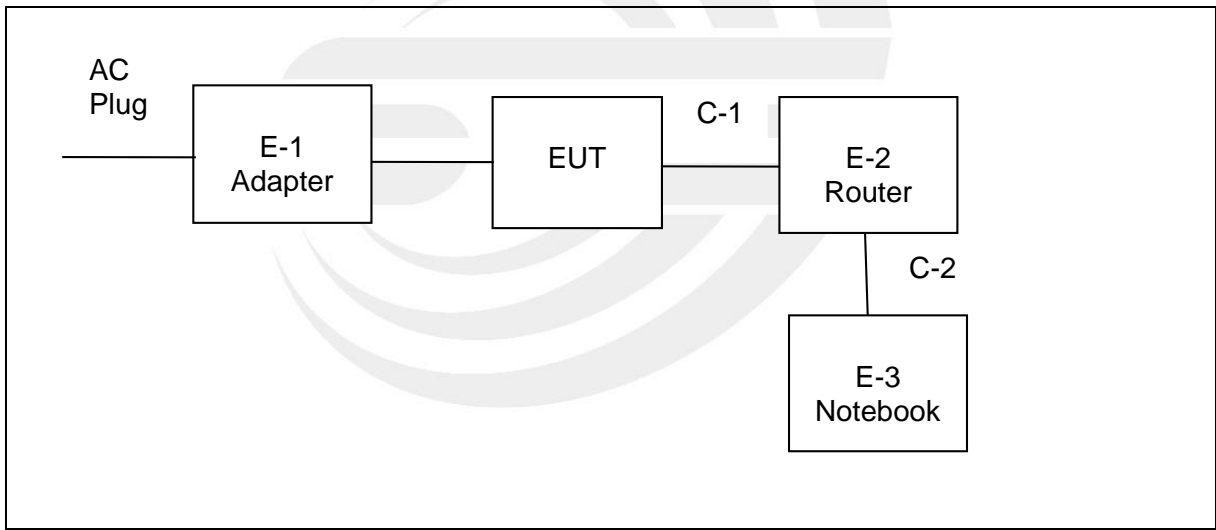 AC
Plug
E-1
Adapter
EUT
C-1
E-2
Router
C-2
E-3
Notebook